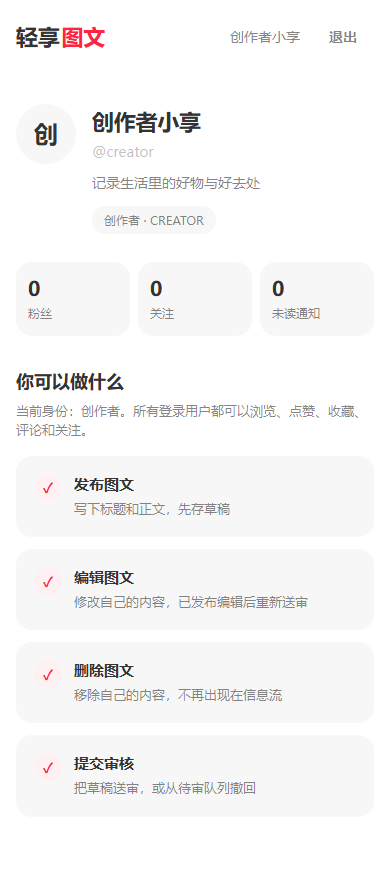 轻享图文 创作者小享 退出
创 创作者小享
@creator
记录生活里的好物与好去处
创作者 · CREATOR
0 0 0
粉丝 关注 未读通知
你可以做什么
当前身份：创作者。所有登录用户都可以浏览、点赞、收藏、
评论和关注。
✓ 发布图文
写下标题和正文，先存草稿
✓ 编辑图文
修改自己的内容，已发布编辑后重新送审
✓ 删除图文
移除自己的内容，不再出现在信息流
✓ 提交审核
把草稿送审，或从待审队列撤回